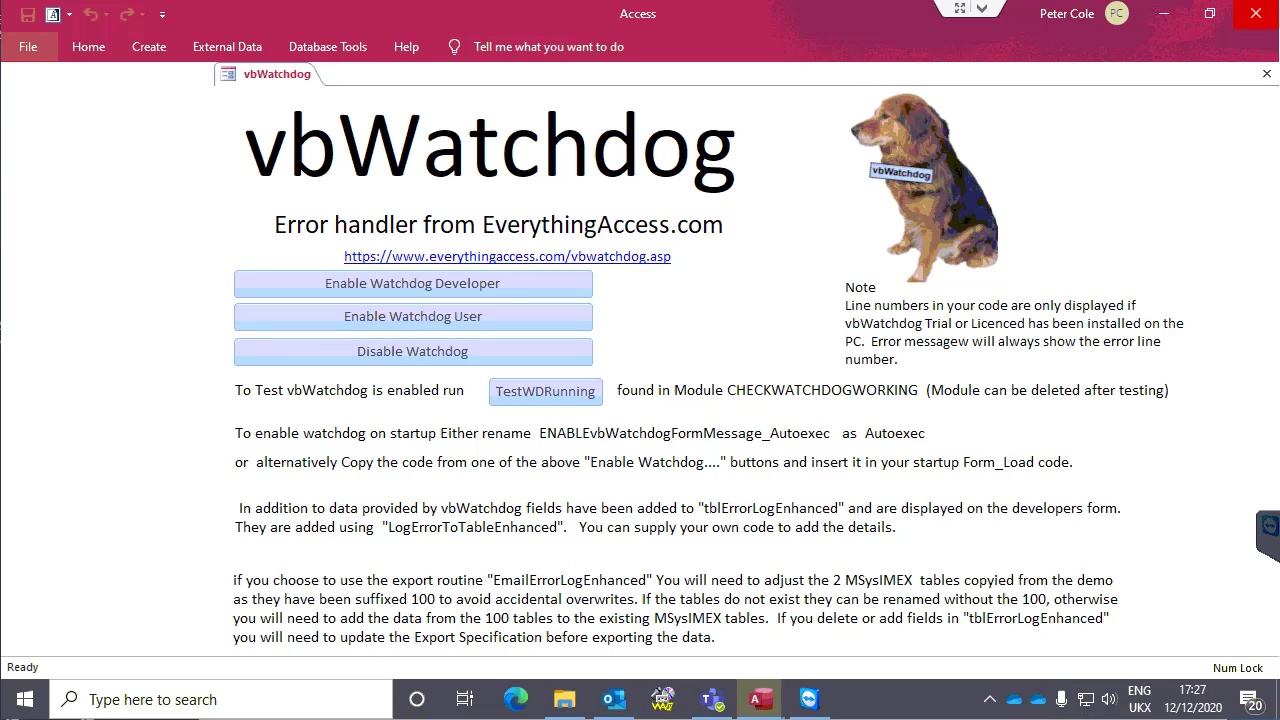 Access
Peter Cole
PC
File
Home
Create
External Data
Database Tools
Help
Tell me what you want to do
vbWatchdog
vbWatchdog
vbWatchdog
Error handler from EverythingAccess.com
https://www.everythingaccess.com/vbwatchdog.asp
Enable Watchdog Developer
Enable Watchdog User
Disable Watchdog
Note
Line numbers in your code are only displayed if
vbWatchdog Trial or Licenced has been installed on the
PC. Error messagew will always show the error line
number.
To Test vbWatchdog is enabled run TestWDRunning found in Module CHECKWATCHDOGWORKING (Module can be deleted after testing)
To enable watchdog on startup Either rename ENABLEvbWatchdogFormMessage_Autoexec as Autoexec
or alternatively Copy the code from one of the above "Enable Watchdog...." buttons and insert it in your startup Form_Load code.
In addition to data provided by vbWatchdog fields have been added to "tblErrorLogEnhanced" and are displayed on the developers form.
They are added using "LogErrorToTableEnhanced". You can supply your own code to add the details.
if you choose to use the export routine "EmailErrorLogEnhanced" You will need to adjust the 2 MSysIMEX tables copyied from the demo
as they have been suffixed 100 to avoid accidental overwrites. If the tables do not exist they can be renamed without the 100, otherwise
you will need to add the data from the 100 tables to the existing MSysIMEX tables. If you delete or add fields in "tblErrorLogEnhanced"
you will need to update the Export Specification before exporting the data.
Ready
Num Lock
Type here to search
ENG
UKX
17:27
12/12/2020
20